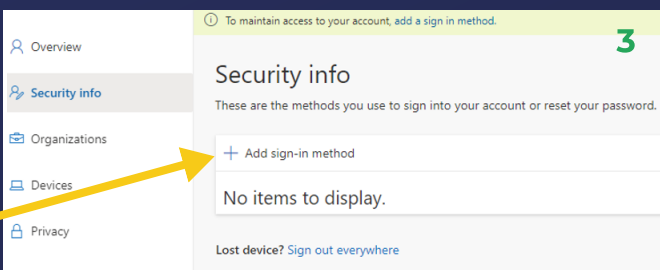 To maintain access to your account, add a sign in method.
3
Overview
Security info
Organizations
Devices
Privacy
Security info
These are the methods you use to sign into your account or reset your password.
Add sign-in method
No items to display.
Lost device? Sign out everywhere